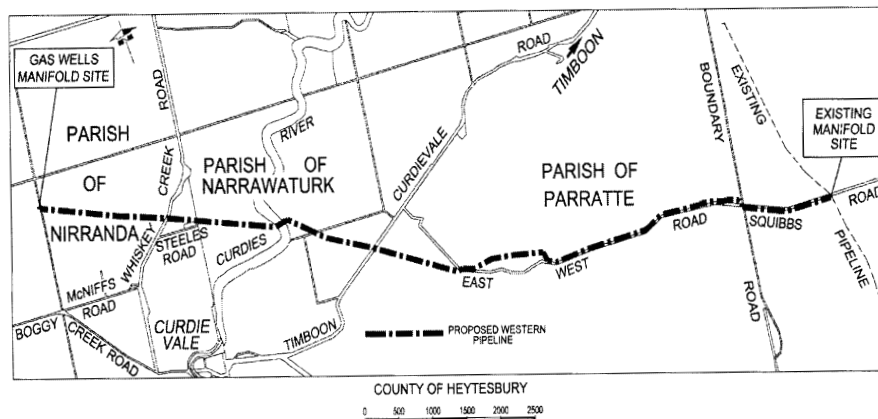 GAS WELLS
MANIFOLD SITE
ROAD
PARISH
OF
NIRRANDA
WHISKEY CREEK
PARISH OF
NARRAWATURK
RIVER
CURDIES
STEELES
ROAD
McNIFFS
ROAD
BOGGY
CREEK ROAD
CURDIE
VALE
TIMBOON
CURDIEVALE
ROAD
TIMBOON
PARISH OF
PARRATTE
EAST
WEST
ROAD
BOUNDARY
ROAD
SQUIBBS
ROAD
EXISTING
PIPELINE
EXISTING
MANIFOLD
SITE
PROPOSED WESTERN
PIPELINE
COUNTY OF HEYTESBURY
0 500 1000 1500 2000 2500